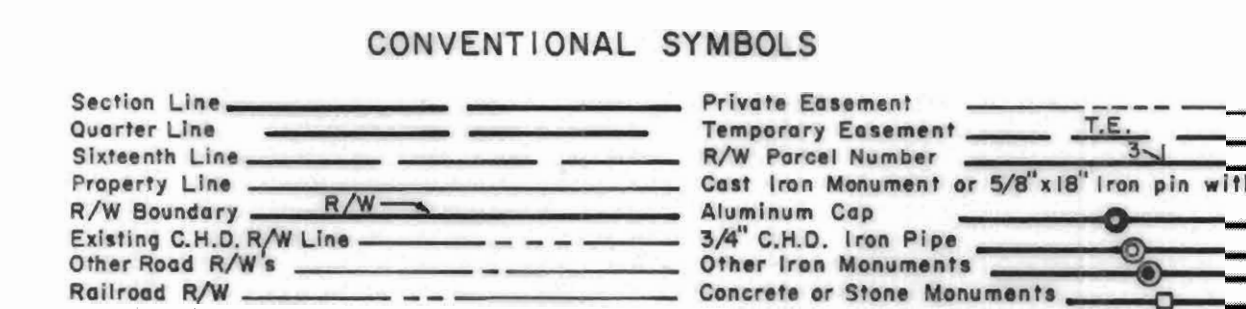 CONVENTIONAL SYMBOLS
Section Line
Quarter Line
Sixteenth Line
Property Line
R/W Boundary R/W
Existing C.H.D. R/W Line
Other Road R/W's
Railroad R/W
Private Easement
Temporary Easement T.E.
R/W Parcel Number 3
Cast Iron Monument or 5/8"x18" Iron pin with
Aluminum Cap
3/4" C.H.D. Iron Pipe
Other Iron Monuments
Concrete or Stone Monuments